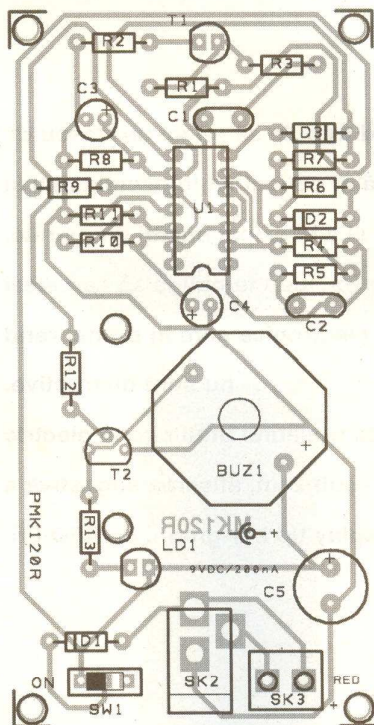 T1
R2
R3
R1
C3
+
C1
D3
R8
R7
R9
U1
R6
R11
D2
R10
R4
R5
+
C4
C2
R12
+
T2
BUZ1
PMK120R
R13
MK120R
LD1
+
9VDC/200mA
+
C5
D1
ON
SK2
SK3
RED
SW1
+